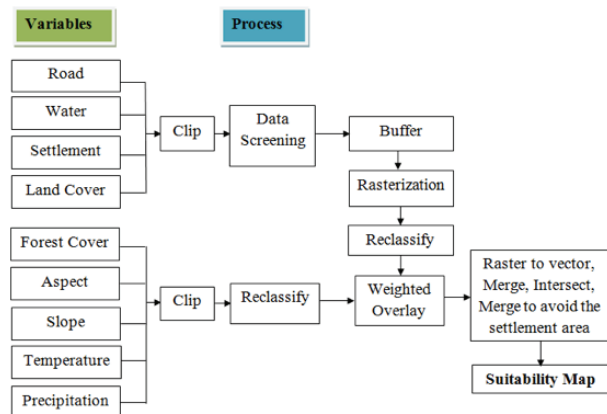 Variables
Process
Road
Water
Settlement
Land Cover
Clip
Data
Screening
Buffer
Rasterization
Reclassify
Forest Cover
Aspect
Slope
Temperature
Precipitation
Clip
Reclassify
Weighted
Overlay
Raster to vector,
Merge, Intersect,
Merge to avoid the
settlement area
Suitability Map